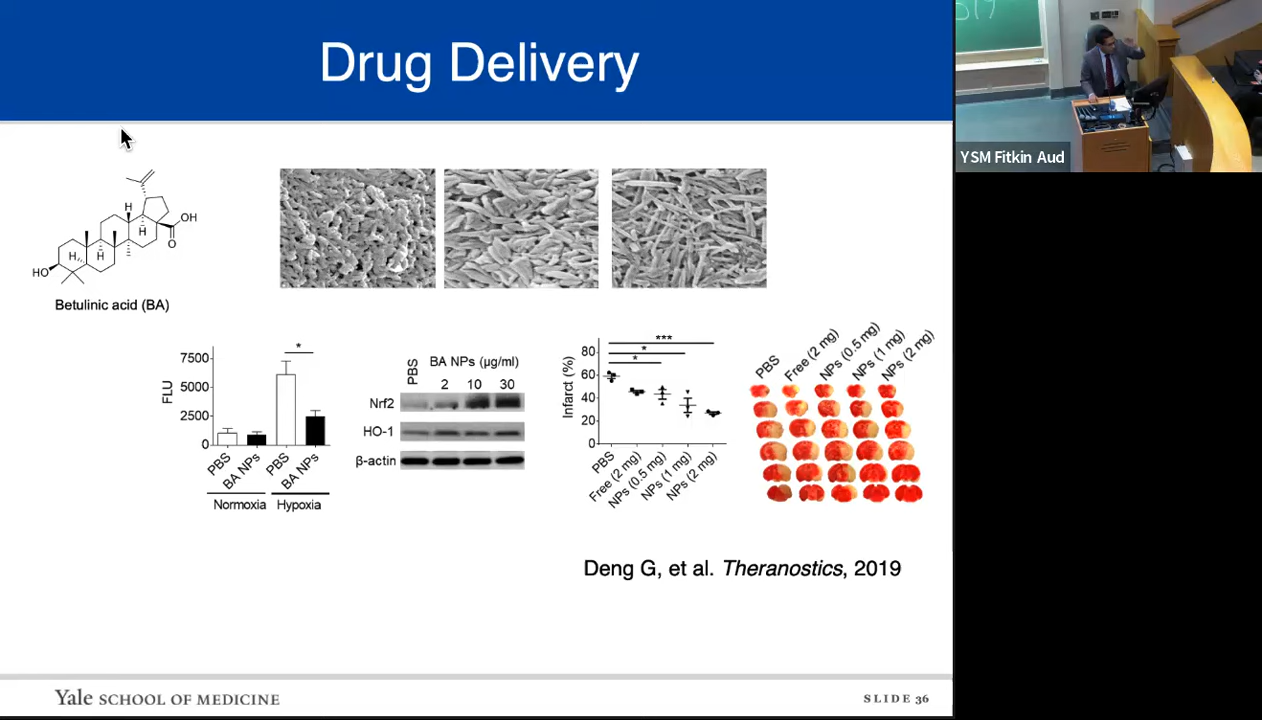 Drug Delivery
YSM Fitkin Aud
H
H
OH
O
H
H
HO
Betulinic acid (BA)
FLU
7500
5000
2500
0
*
PBS
BA NPs
PBS
BA NPs
Normoxia
Hypoxia
PBS
BA NPs (μg/ml)
2 10 30
Nrf2
HO-1
β-actin
Infarct (%)
80
60
40
20
0
***
*
*
PBS
Free (2 mg)
NPs (0.5 mg)
NPs (1 mg)
NPs (2 mg)
PBS
Free (2 mg)
NPs (0.5 mg)
NPs (1 mg)
NPs (2 mg)
Deng G, et al. Theranostics, 2019
Yale SCHOOL OF MEDICINE
SLIDE 36